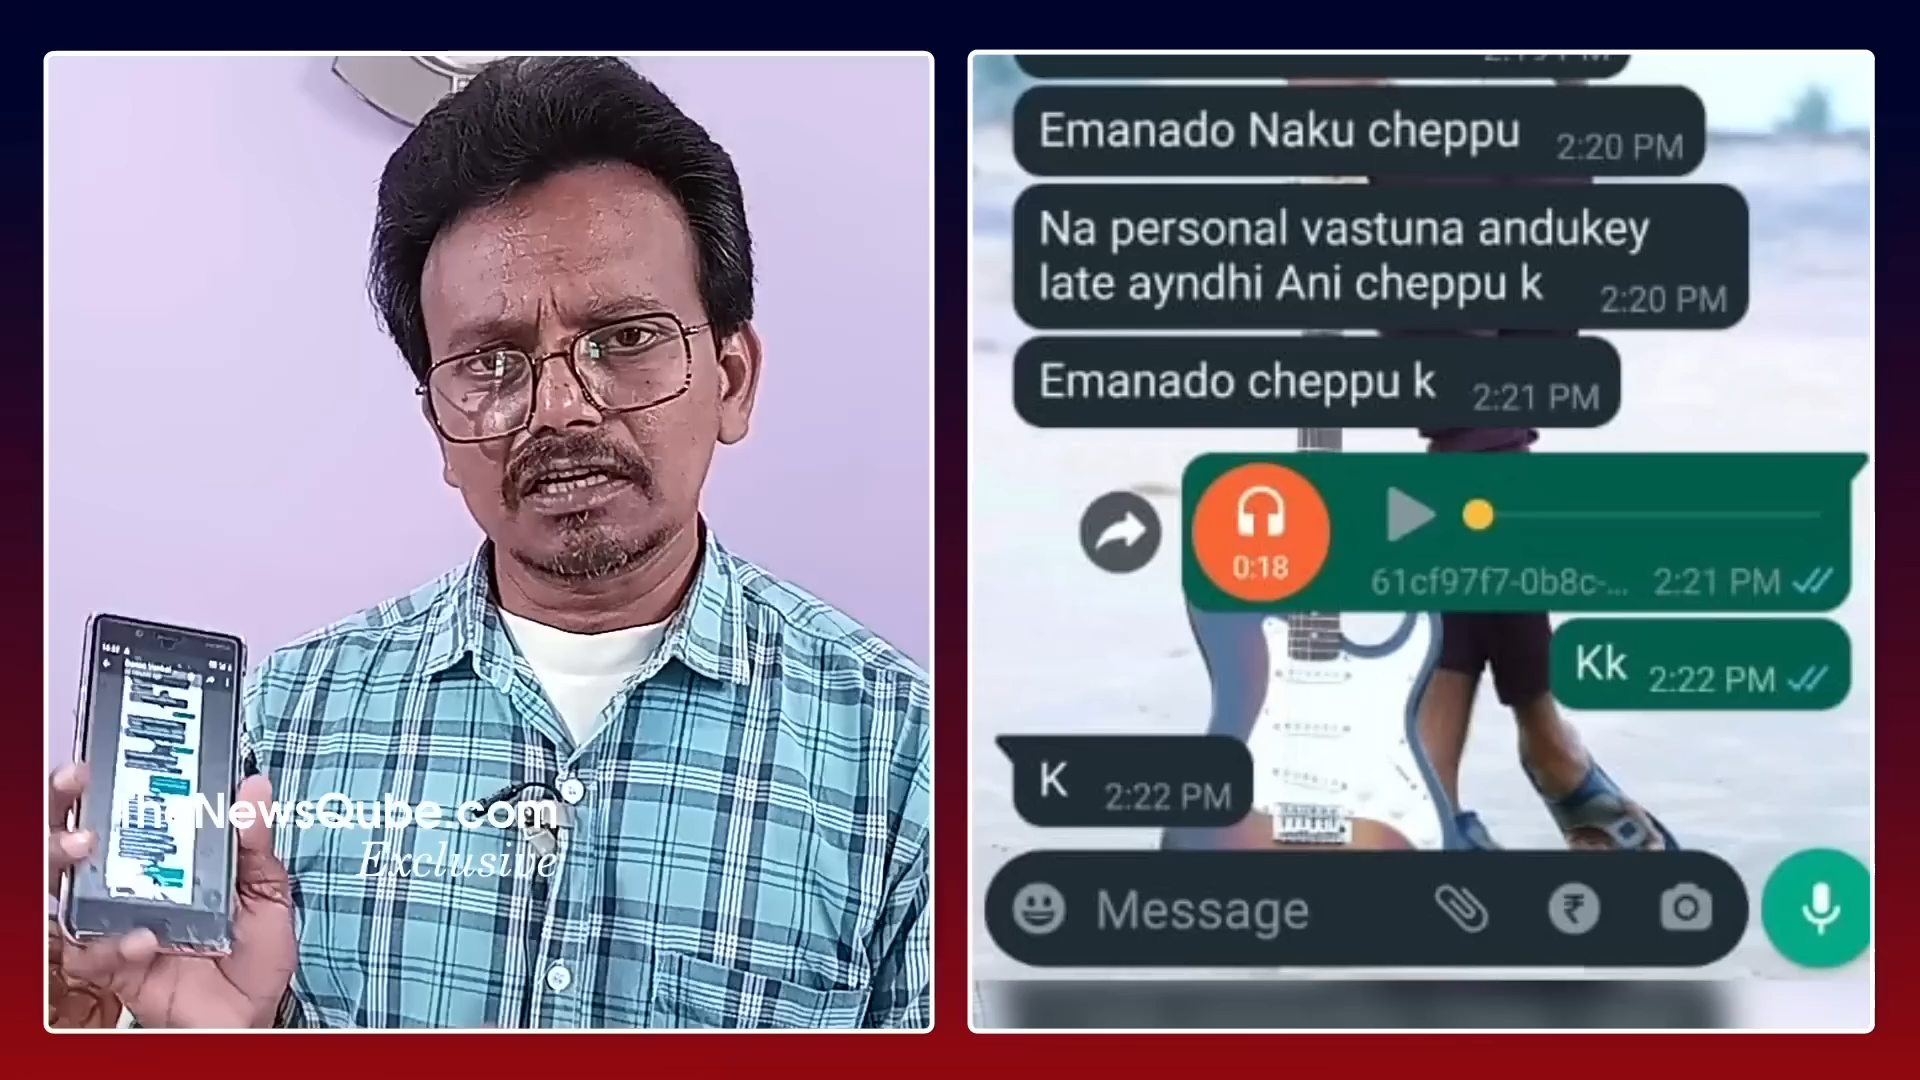 TheNewsQube.com
Exclusive
Emanado Naku cheppu 2:20 PM
Na personal vastuna andukey
late ayndhi Ani cheppu k 2:20 PM
Emanado cheppu k 2:21 PM
0:18
61cf97f7-0b8c-... 2:21 PM
Kk 2:22 PM
K 2:22 PM
Message